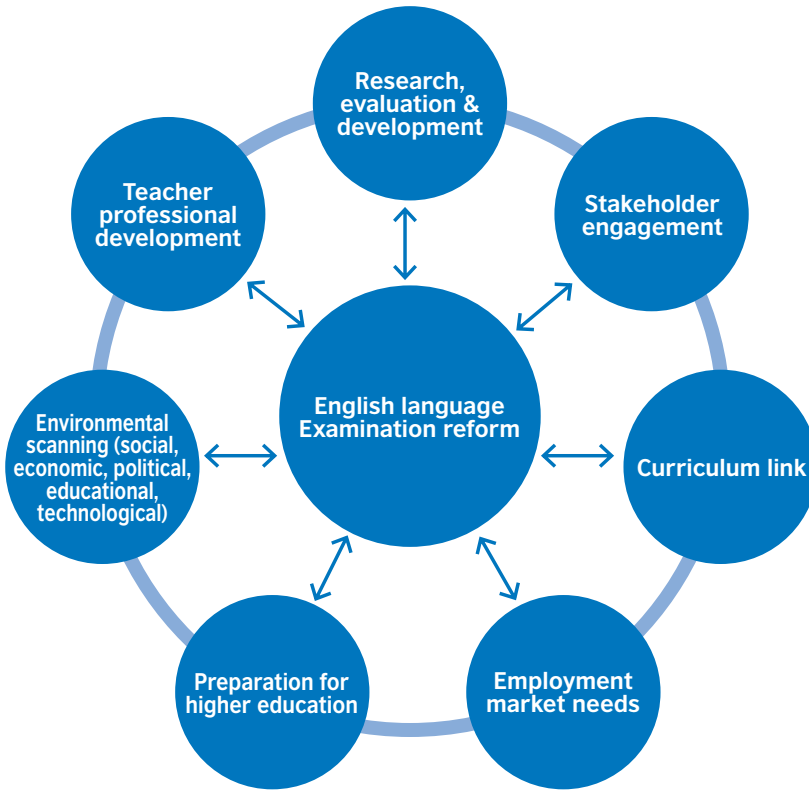 Research,
evaluation &
development
Stakeholder
engagement
Curriculum link
Employment
market needs
Preparation for
higher education
Environmental
scanning (social,
economic, political,
educational,
technological)
Teacher
professional
development
English language
Examination reform